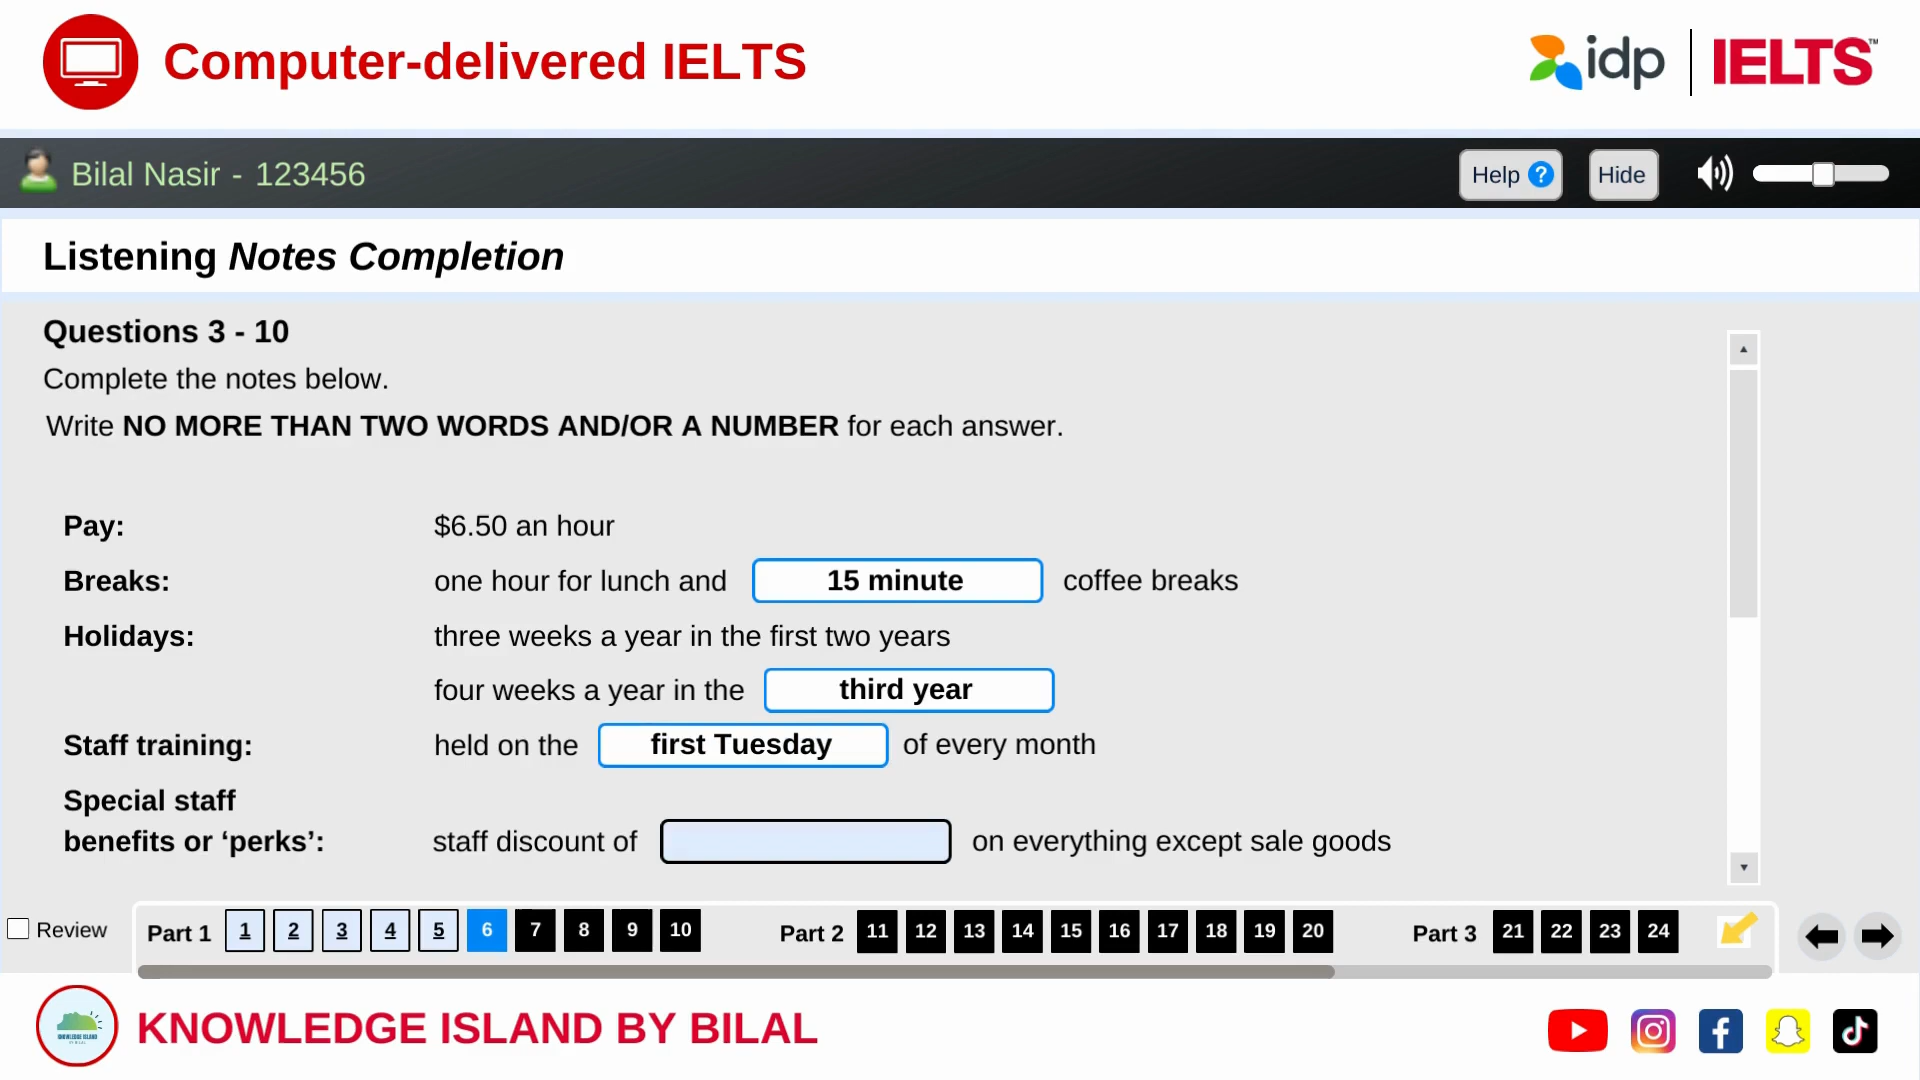 Computer-delivered IELTS
idp IELTS™
Bilal Nasir - 123456
Help ? Hide
Listening Notes Completion
Questions 3 - 10
Complete the notes below.
Write NO MORE THAN TWO WORDS AND/OR A NUMBER for each answer.
Pay: $6.50 an hour
Breaks: one hour for lunch and 15 minute coffee breaks
Holidays: three weeks a year in the first two years
four weeks a year in the third year
Staff training: held on the first Tuesday of every month
Special staff
benefits or ‘perks’: staff discount of on everything except sale goods
Review Part 1 1 2 3 4 5 6 7 8 9 10 Part 2 11 12 13 14 15 16 17 18 19 20 Part 3 21 22 23 24
KNOWLEDGE ISLAND
BY BILAL
KNOWLEDGE ISLAND BY BILAL